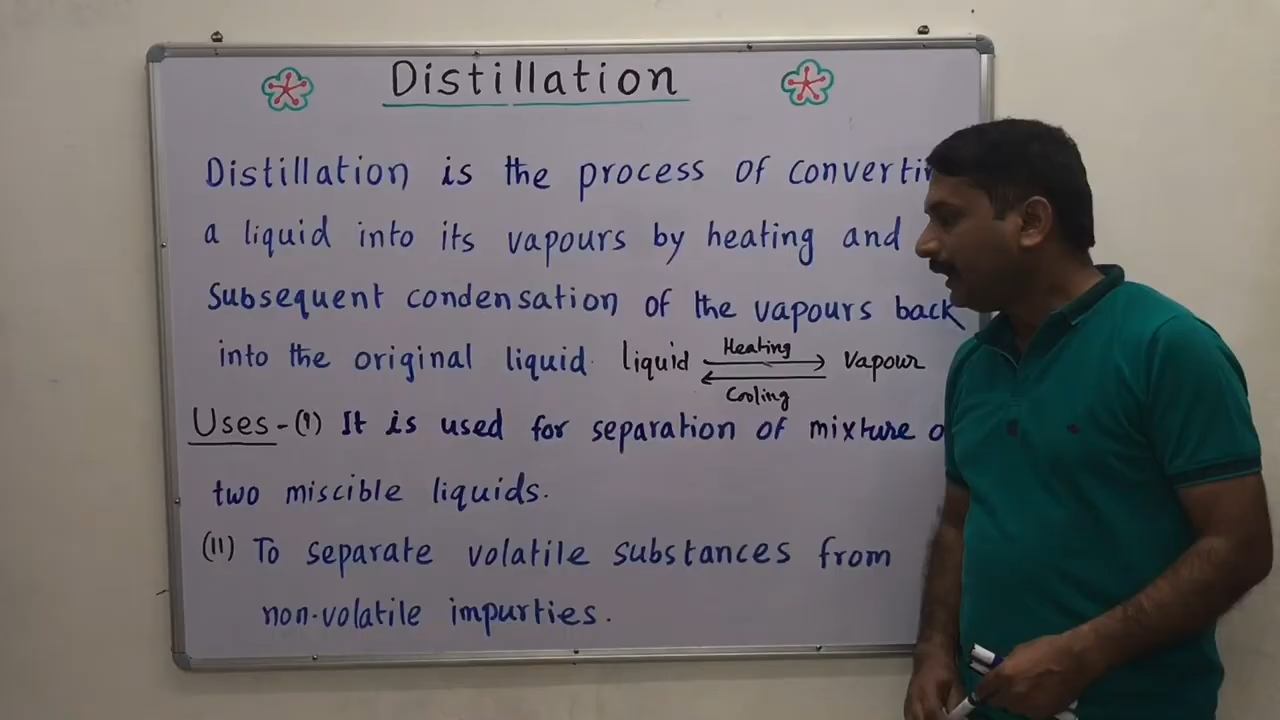 Distillation
Distillation is the process of converti
a liquid into its vapours by heating and
Subsequent condensation of the vapours back
into the original liquid. liquid Heating Cooling vapour
Uses - (I) It is used for separation of mixture o
two miscible liquids.
(II) To separate volatile substances from
non-volatile impurties.